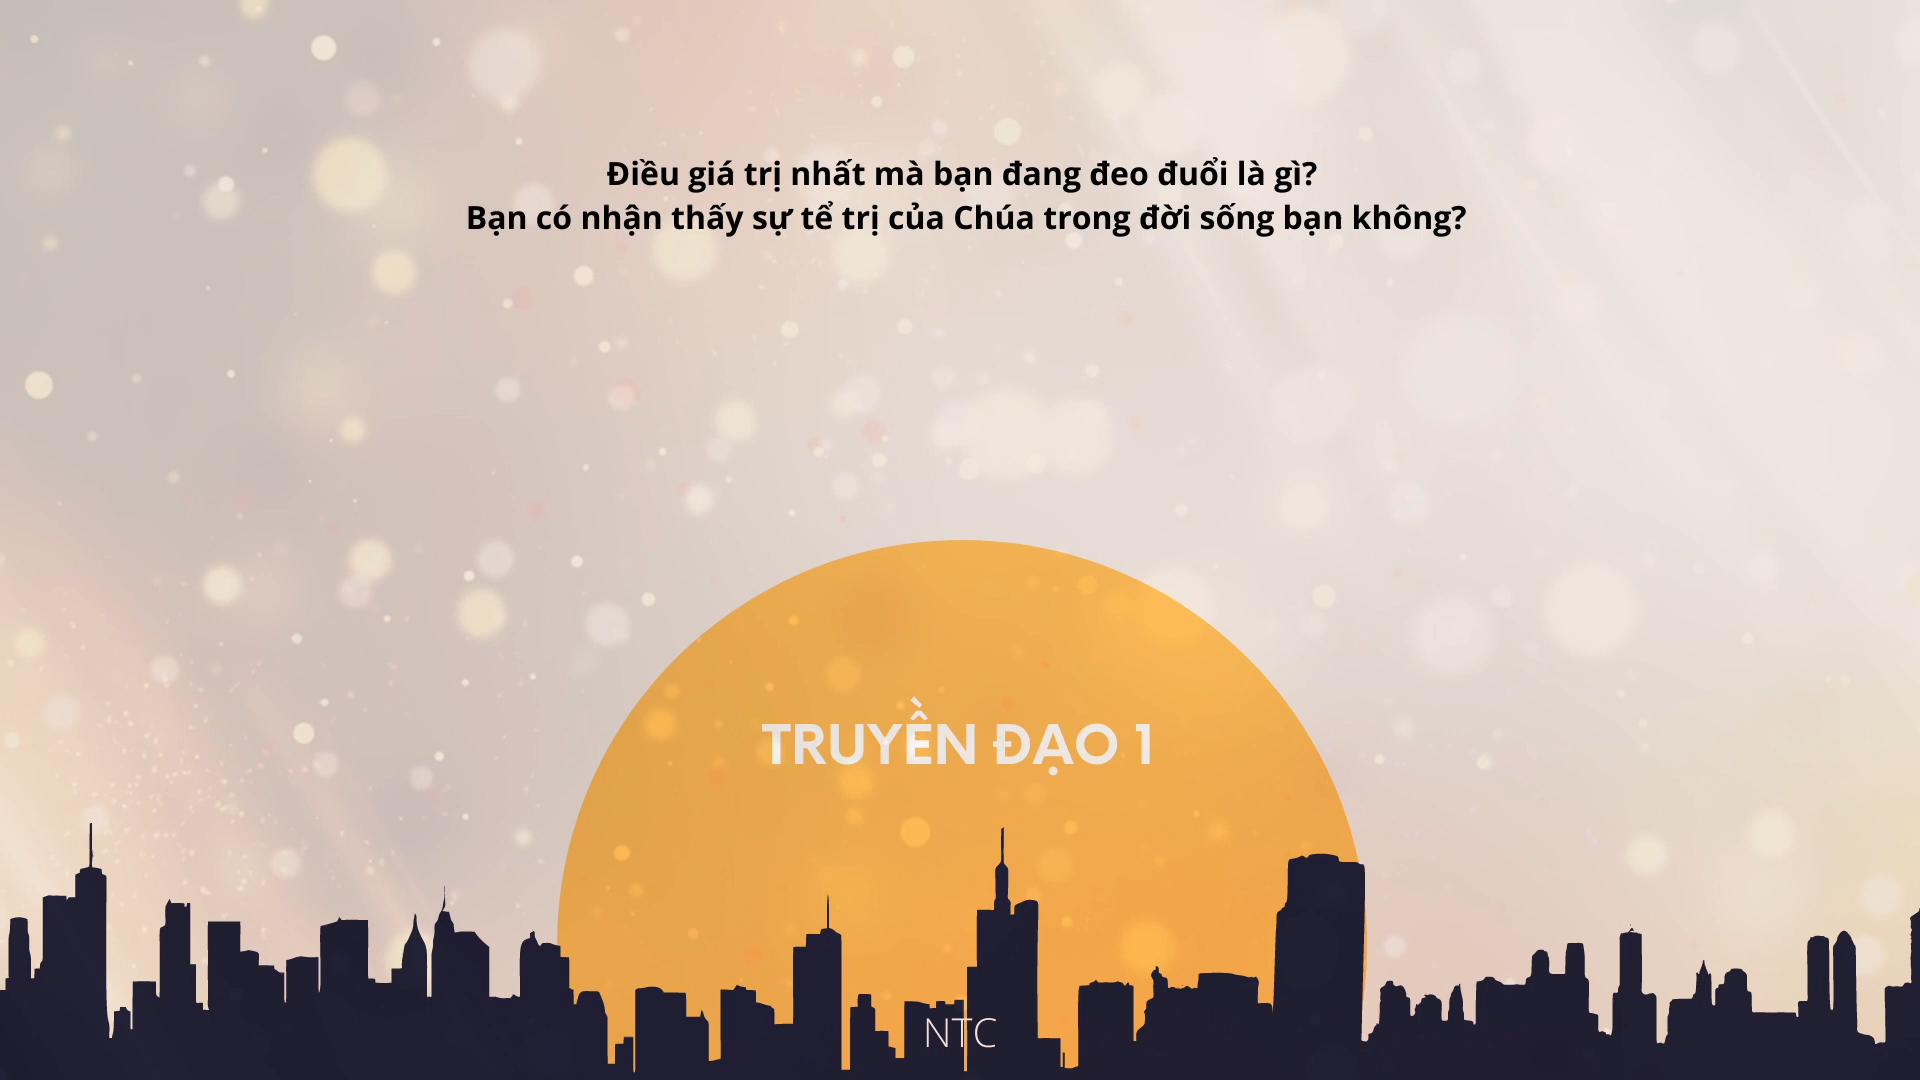 Điều giá trị nhất mà bạn đang đeo đuổi là gì?
Bạn có nhận thấy sự tể trị của Chúa trong đời sống bạn không?
TRUYỀN ĐẠO 1
NTC